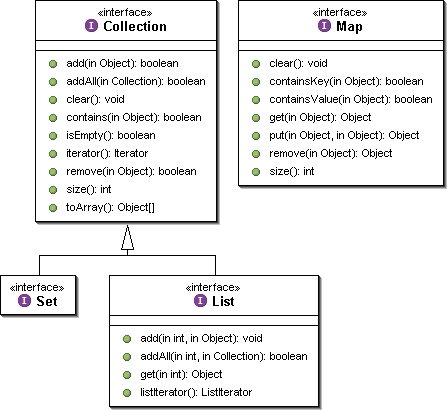 «interface»
I Collection
add(in Object): boolean
addAll(in Collection): boolean
clear(): void
contains(in Object): boolean
isEmpty(): boolean
iterator(): Iterator
remove(in Object): boolean
size(): int
toArray(): Object[]
«interface»
I Map
clear(): void
containsKey(in Object): boolean
containsValue(in Object): boolean
get(in Object): Object
put(in Object, in Object): Object
remove(in Object): Object
size(): int
«interface»
I Set
«interface»
I List
add(in int, in Object): void
addAll(in int, in Collection): boolean
get(in int): Object
listIterator(): ListIterator